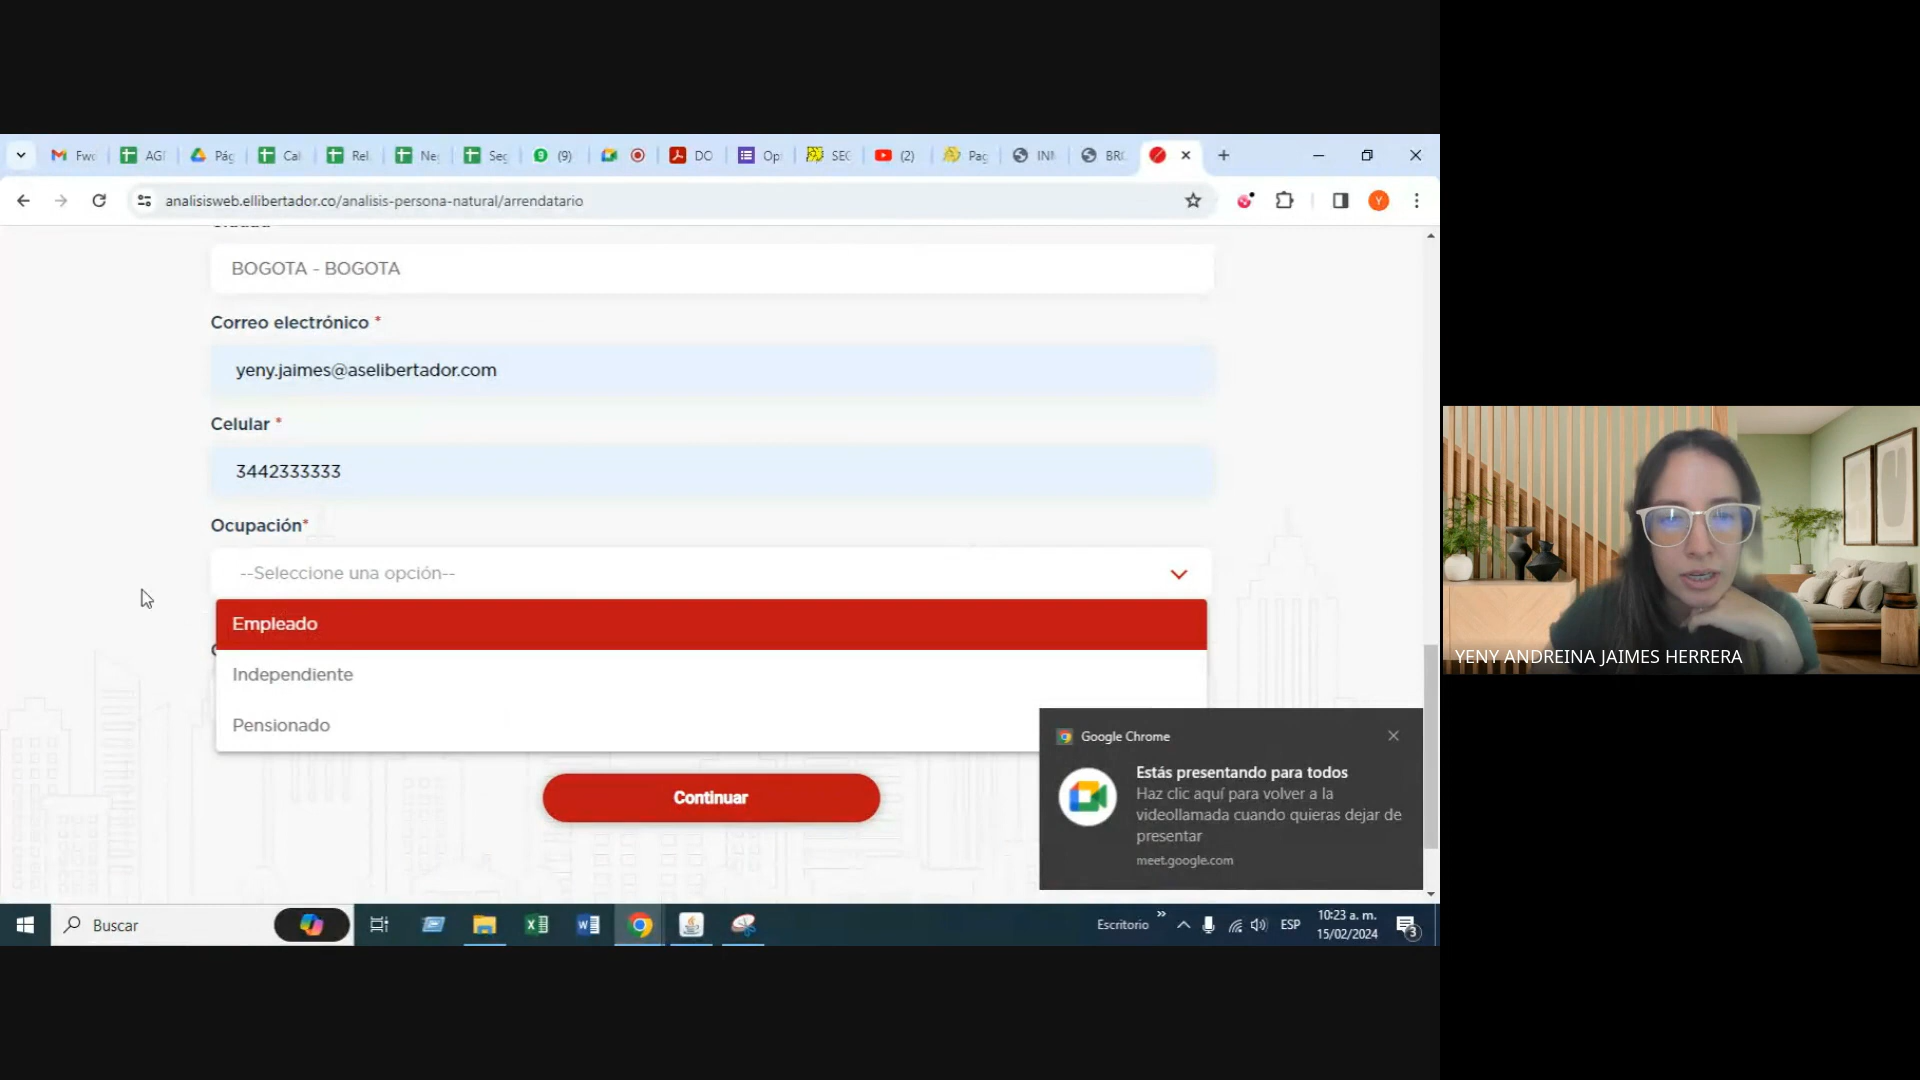 Fwc
AGI
Pág
Cal
Rel
Ne
Seg
(9)
DO
Op
SEC
(2)
Pag
INI
BRI
analisisweb.ellibertador.co/analisis-persona-natural/arrendatario
BOGOTA - BOGOTA
Correo electrónico *
yeny.jaimes@aselibertador.com
Celular *
3442333333
Ocupación*
--Seleccione una opción--
Empleado
Independiente
Pensionado
Continuar
Google Chrome
Estás presentando para todos
Haz clic aquí para volver a la
videollamada cuando quieras dejar de
presentar
meet.google.com
YENY ANDREINA JAIMES HERRERA
Buscar
Escritorio
ESP
10:23 a. m.
15/02/2024
3